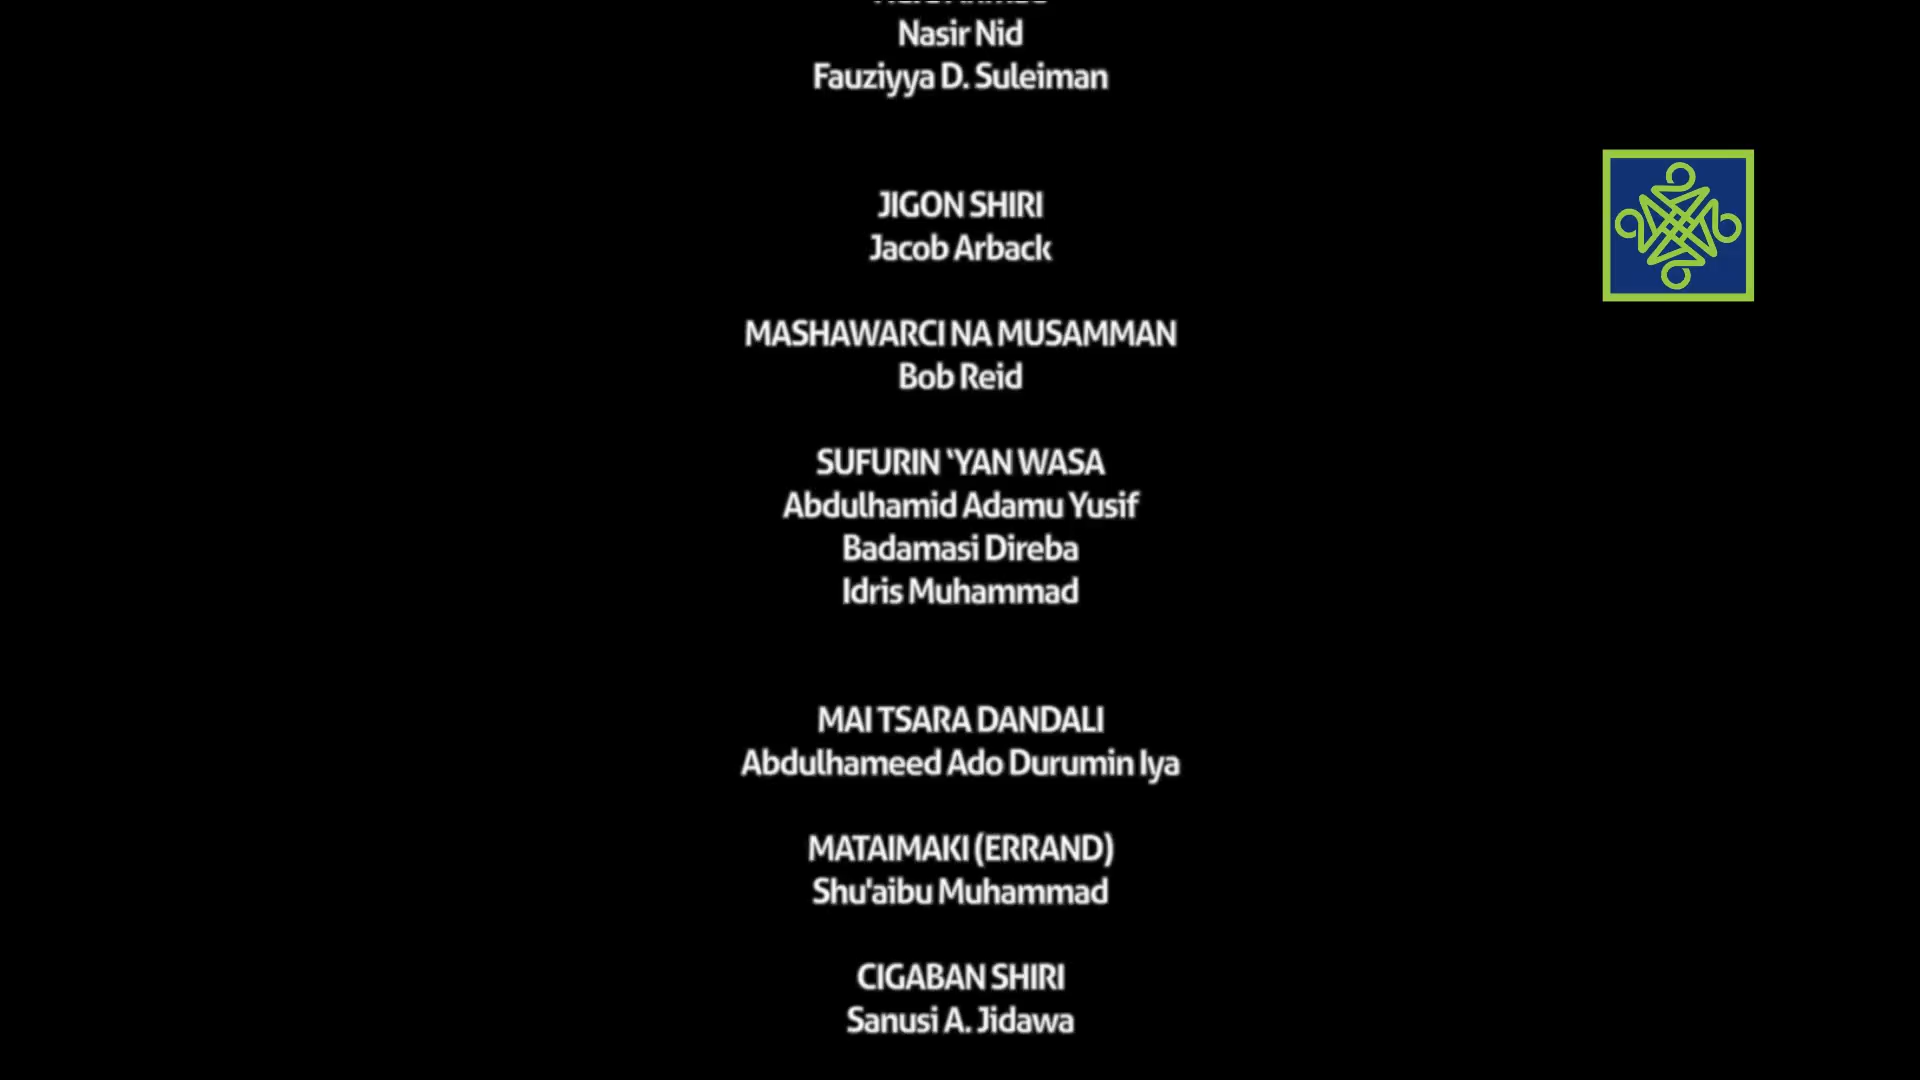 Nasir Nid
Fauziyya D. Suleiman
JIGON SHIRI
Jacob Arback
MASHAWARCI NA MUSAMMAN
Bob Reid
SUFURIN `YAN WASA
Abdulhamid Adamu Yusif
Badamasi Direba
Idris Muhammad
MAI TSARA DANDALI
Abdulhameed Ado Durumin Iya
MATAIMAKI (ERRAND)
Shu'aibu Muhammad
CIGABAN SHIRI
Sanusi A. Jidawa